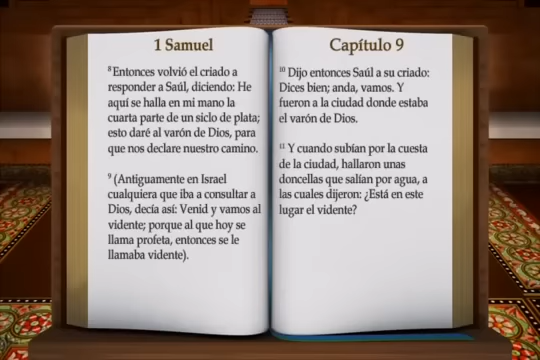 1 Samuel
⁸ Entonces volvió el criado a
responder a Saúl, diciendo: He
aquí se halla en mi mano la
cuarta parte de un siclo de plata;
esto daré al varón de Dios, para
que nos declare nuestro camino.
⁹ (Antiguamente en Israel
cualquiera que iba a consultar a
Dios, decía así: Venid y vamos al
vidente; porque al que hoy se
llama profeta, entonces se le
llamaba vidente).
Capítulo 9
¹⁰ Dijo entonces Saúl a su criado:
Dices bien; anda, vamos. Y
fueron a la ciudad donde estaba
el varón de Dios.
¹¹ Y cuando subían por la cuesta
de la ciudad, hallaron unas
doncellas que salían por agua, a
las cuales dijeron: ¿Está en este
lugar el vidente?